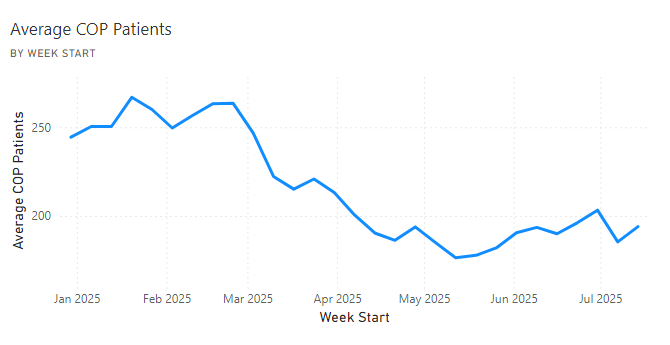 Average COP Patients
BY WEEK START
Average COP Patients
250
200
Jan 2025 Feb 2025 Mar 2025 Apr 2025 May 2025 Jun 2025 Jul 2025
Week Start